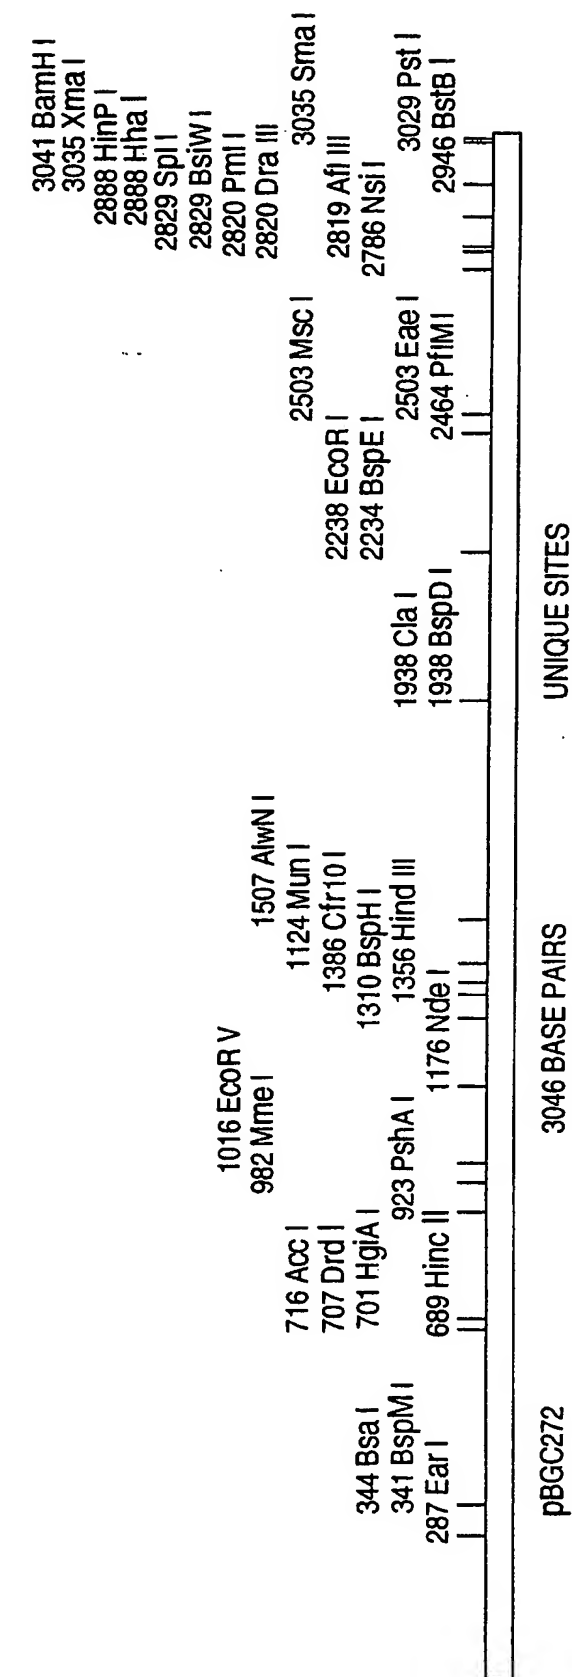 3041 BamH I
3035 Xma I
2888 HinP I
2888 Hha I
2829 Spl I
2829 BsiW I
2820 Pml I
2820 Dra III
3035 Sma I
2819 Afl III
2786 Nsi I
3029 Pst I
2946 BstB I
2503 Msc I
2503 Eae I
2464 PflM I
2238 EcoR I
2234 BspE I
1938 Cla I
1938 BspD I
1507 AlwN I
1124 Mun I
1386 Cfr10 I
1310 BspH I
1356 Hind III
1176 Nde I
1016 EcoR V
982 Mme I
923 PshA I
716 Acc I
707 Drd I
701 HgiA I
689 Hinc II
344 Bsa I
341 BspM I
287 Ear I
pBGC272
3046 BASE PAIRS
UNIQUE SITES